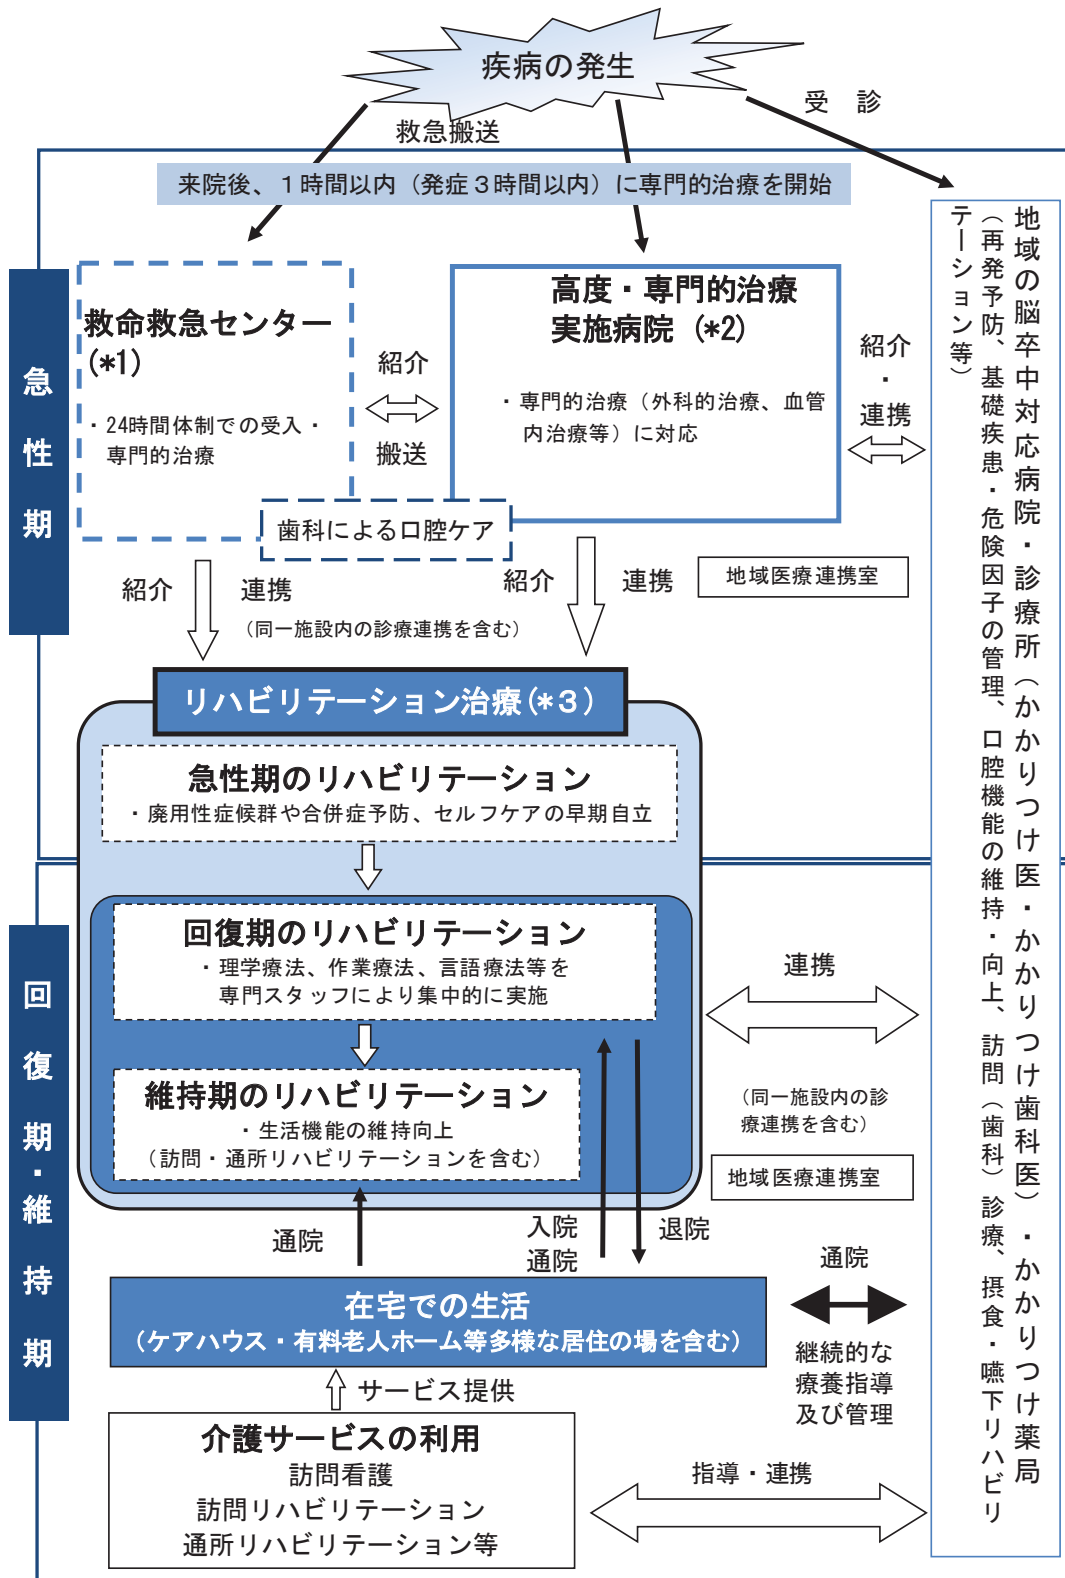 疾病の発生
受　診
救急搬送
来院後、１時間以内（発症３時間以内）に専門的治療を開始
急性期
救命救急センター
(*1)
・24時間体制での受入・
専門的治療
紹介
搬送
高度・専門的治療
実施病院 (*2)
・専門的治療（外科的治療、血管
内治療等）に対応
紹介
・
連携
歯科による口腔ケア
紹介
連携
（同一施設内の診療連携を含む）
紹介
連携
地域医療連携室
地域の脳卒中対応病院・診療所（かかりつけ医・かかりつけ歯科医）・かかりつけ薬局
（再発予防、基礎疾患・危険因子の管理、口腔機能の維持・向上、訪問（歯科）診療、摂食・嚥下リハビリ
テーション等）
リハビリテーション治療(*３)
急性期のリハビリテーション
・廃用性症候群や合併症予防、セルフケアの早期自立
回復期・維持期
回復期のリハビリテーション
・理学療法、作業療法、言語療法等を
専門スタッフにより集中的に実施
維持期のリハビリテーション
・生活機能の維持向上
（訪問・通所リハビリテーションを含む）
連携
（同一施設内の診
療連携を含む）
地域医療連携室
通院
入院
通院
退院
在宅での生活
（ケアハウス・有料老人ホーム等多様な居住の場を含む）
通院
継続的な
療養指導
及び管理
サービス提供
介護サービスの利用
訪問看護
訪問リハビリテーション
通所リハビリテーション等
指導・連携